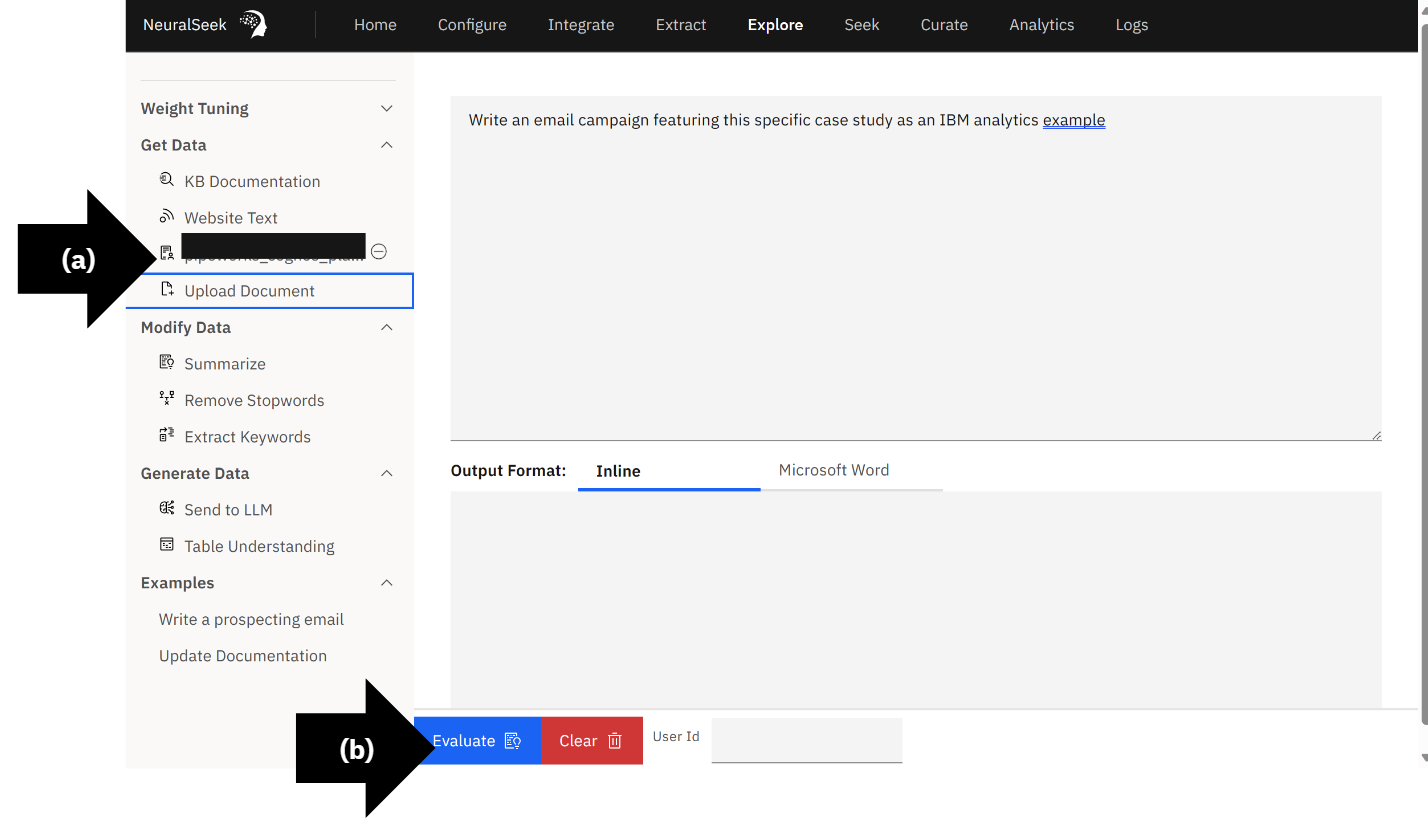 NeuralSeek Home Configure Integrate Extract Explore Seek Curate Analytics Logs
Weight Tuning
Get Data
KB Documentation
Website Text
(a)
Upload Document
Modify Data
Summarize
Remove Stopwords
Extract Keywords
Generate Data
Send to LLM
Table Understanding
Examples
Write a prospecting email
Update Documentation
Write an email campaign featuring this specific case study as an IBM analytics example
Output Format: Inline Microsoft Word
(b)
Evaluate Clear User Id